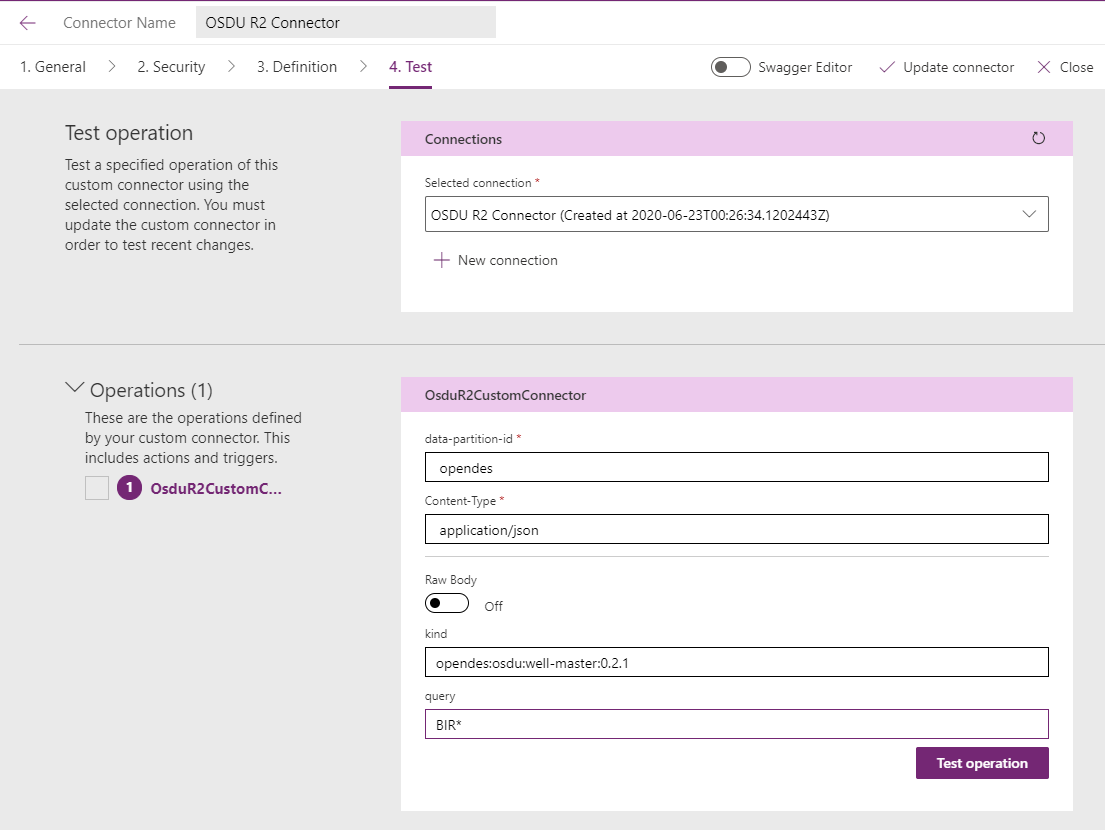 Connector Name OSDU R2 Connector
1. General 2. Security 3. Definition 4. Test Swagger Editor Update connector Close
Test operation
Test a specified operation of this
custom connector using the
selected connection. You must
update the custom connector in
order to test recent changes.
Connections
Selected connection *
OSDU R2 Connector (Created at 2020-06-23T00:26:34.1202443Z)
New connection
Operations (1)
These are the operations defined
by your custom connector. This
includes actions and triggers.
1 OsduR2CustomC...
OsduR2CustomConnector
data-partition-id *
opendes
Content-Type *
application/json
Raw Body
Off
kind
opendes:osdu:well-master:0.2.1
query
BIR*
Test operation